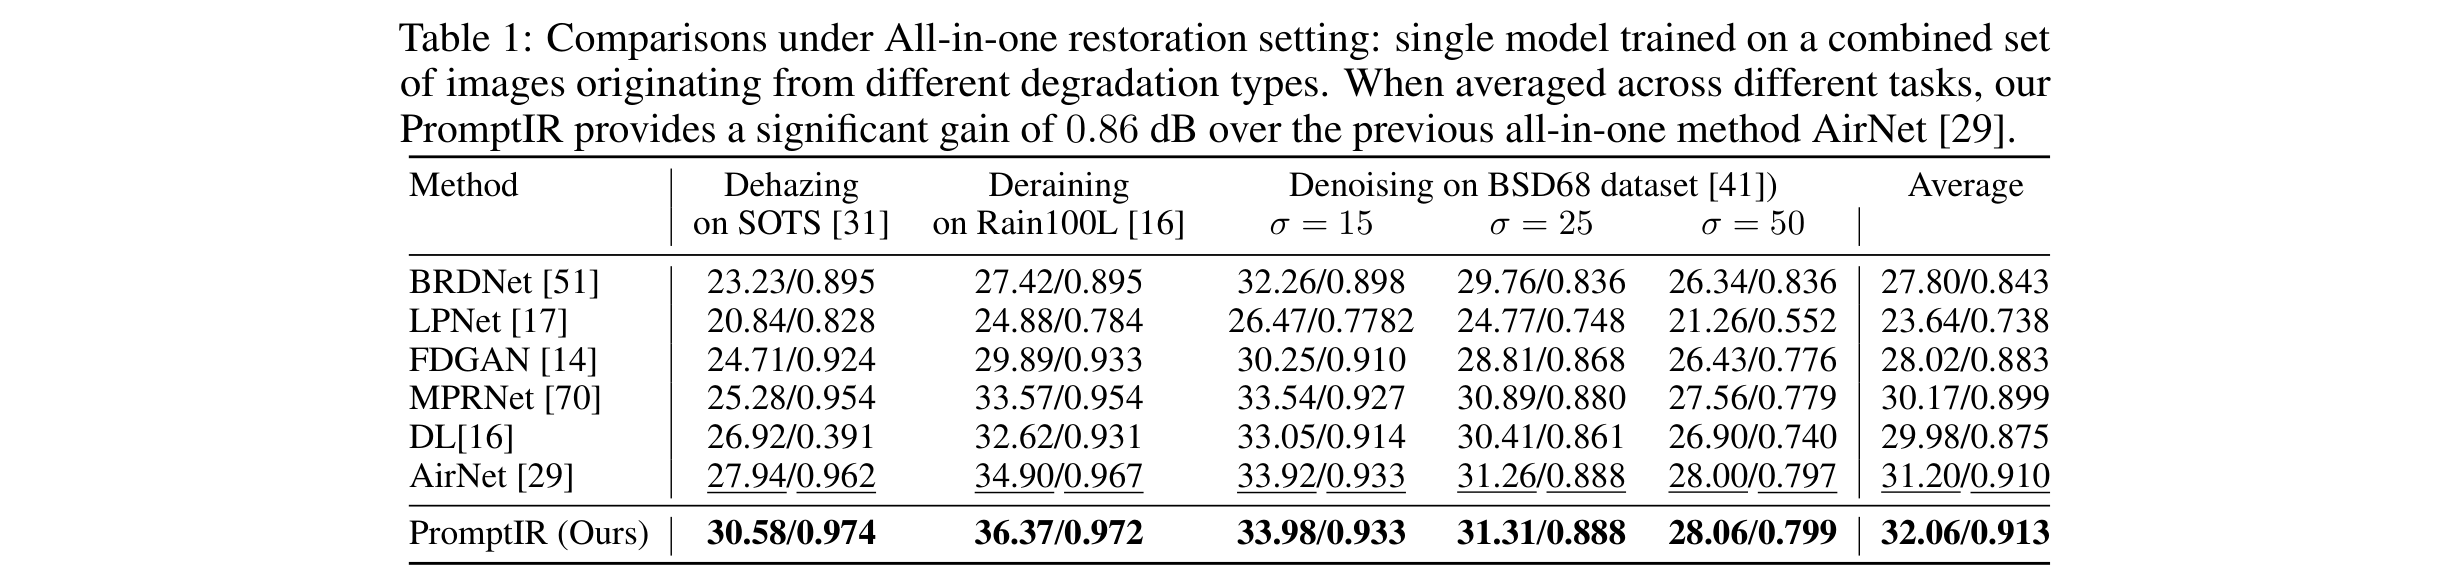 Table 1: Comparisons under All-in-one restoration setting: single model trained on a combined set
of images originating from different degradation types. When averaged across different tasks, our
PromptIR provides a significant gain of 0.86 dB over the previous all-in-one method AirNet [29].
Method Dehazing Deraining Denoising on BSD68 dataset [41]) Average
on SOTS [31] on Rain100L [16] σ = 15 σ = 25 σ = 50
BRDNet [51] 23.23/0.895 27.42/0.895 32.26/0.898 29.76/0.836 26.34/0.836 27.80/0.843
LPNet [17] 20.84/0.828 24.88/0.784 26.47/0.7782 24.77/0.748 21.26/0.552 23.64/0.738
FDGAN [14] 24.71/0.924 29.89/0.933 30.25/0.910 28.81/0.868 26.43/0.776 28.02/0.883
MPRNet [70] 25.28/0.954 33.57/0.954 33.54/0.927 30.89/0.880 27.56/0.779 30.17/0.899
DL[16] 26.92/0.391 32.62/0.931 33.05/0.914 30.41/0.861 26.90/0.740 29.98/0.875
AirNet [29] 27.94/0.962 34.90/0.967 33.92/0.933 31.26/0.888 28.00/0.797 31.20/0.910
PromptIR (Ours) 30.58/0.974 36.37/0.972 33.98/0.933 31.31/0.888 28.06/0.799 32.06/0.913